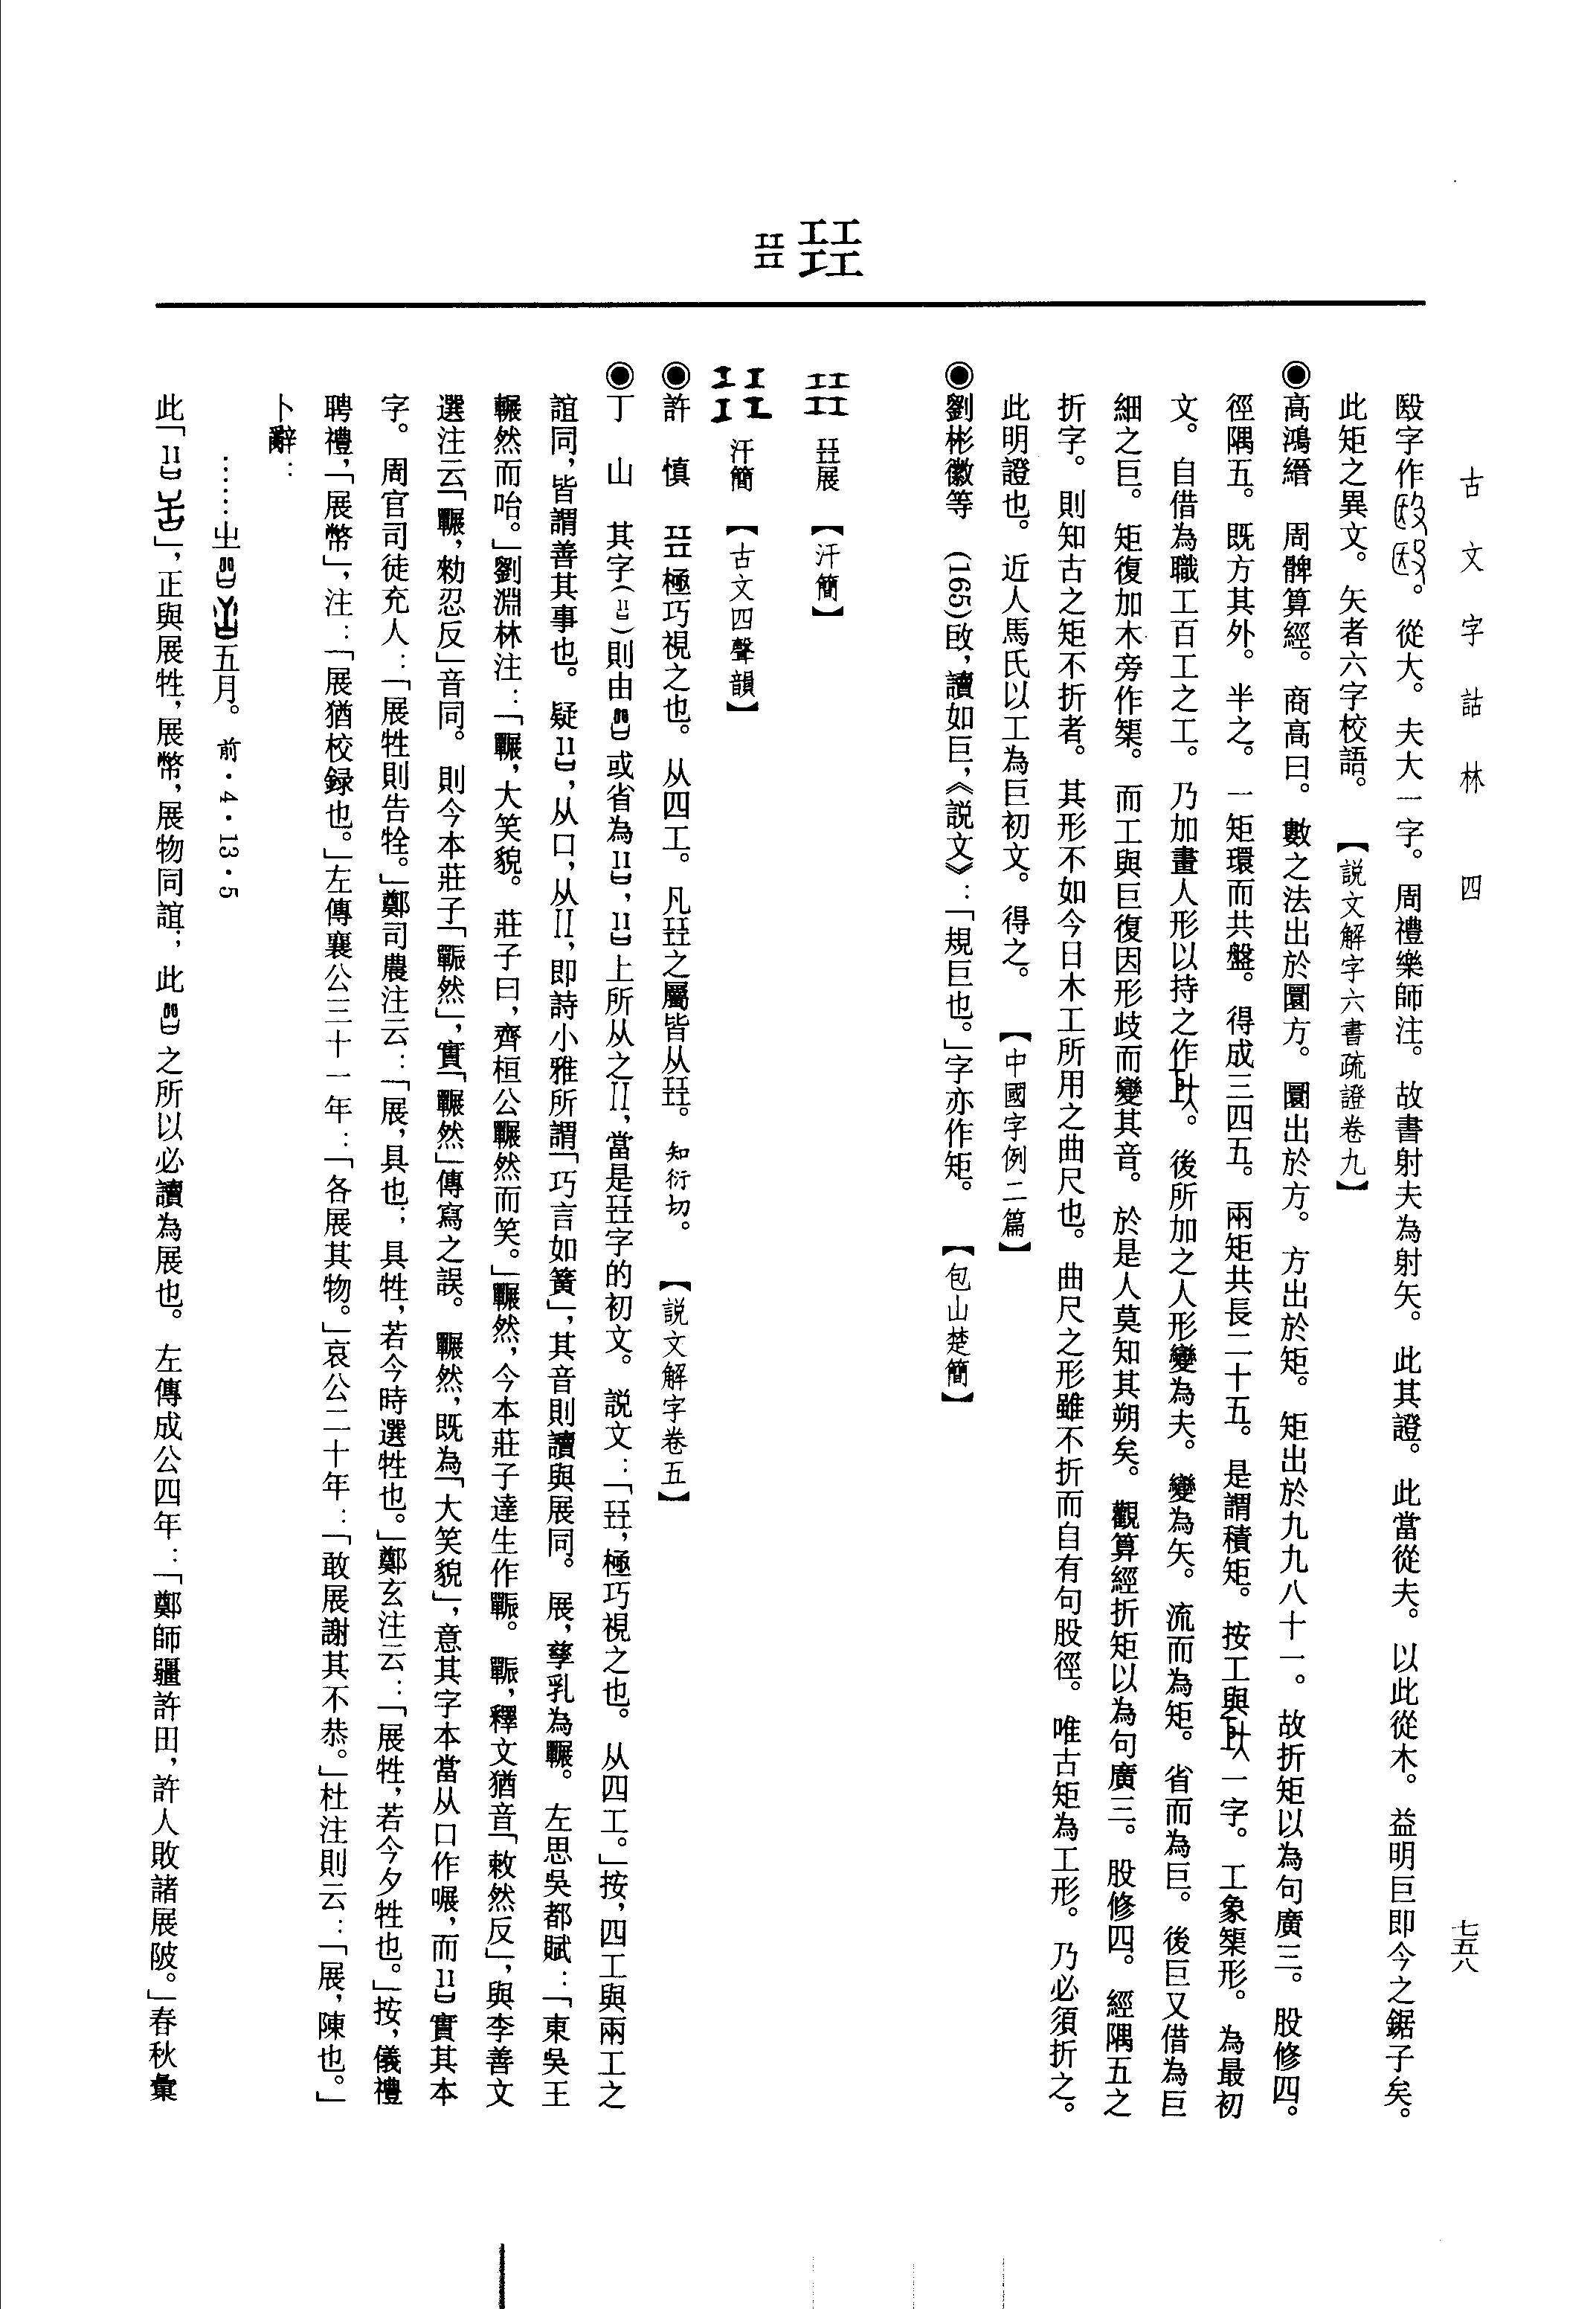 古文字詁林　四
七五八
㠭
殹字作。從大。夫大一字。周禮樂師注。故書射夫為射矢。此其證。此當從夫。以此從木。益明巨即今之鋸子矣。
此矩之異文。矢者六字校語。【説文解字六書疏證卷九】
◉高鴻縉　周髀算經。商高曰。數之法出於圜方。圜出於方。方出於矩。矩出於九九八十一。故折矩以為句廣三。股修四。
徑隅五。既方其外。半之。一矩環而共盤。得成三四五。兩矩共長二十五。是謂積矩。按工與一字。工象榘形。為最初
文。自借為職工百工之工。乃加畫人形以持之作。後所加之人形變為夫。變為矢。流而為矩。省而為巨。後巨又借為巨
細之巨。矩復加木旁作榘。而工與巨復因形歧而變其音。於是人莫知其朔矣。觀算經折矩以為句廣三。股修四。經隅五之
折字。則知古之矩不折者。其形不如今日木工所用之曲尺也。曲尺之形雖不折而自有句股徑。唯古矩為工形。乃必須折之。
此明證也。近人馬氏以工為巨初文。得之。【中國字例二篇】
◉劉彬徽等　(165)㰦，讀如巨，《説文》：「規巨也。」字亦作矩。【包山楚簡】
㠭展【汗簡】
汗簡【古文四聲韻】
◉許　慎　㠭極巧視之也。从四工。凡㠭之屬皆从㠭。知衍切。【説文解字卷五】
◉丁　山　其字()則由或省為，上所从之，當是㠭字的初文。説文：「㠭，極巧視之也。从四工。」按，四工與兩工之
誼同，皆謂善其事也。疑，从口，从，即詩小雅所謂「巧言如簧」，其音則讀與展同。展，孳乳為囅。左思吳都賦：「東吳王
囅然而咍。」劉淵林注：「囅，大笑貌。莊子曰，齊桓公囅然而笑。」囅然，今本莊子達生作辴。辴，釋文猶音「敕然反」，與李善文
選注云「囅，勑忍反」音同。則今本莊子「辴然」，實「囅然」傳寫之誤。囅然，既為「大笑貌」，意其字本當从口作㗟，而實其本
字。周官司徒充人：「展牲則告牷。」鄭司農注云：「展，具也；具牲，若今時選牲也。」鄭玄注云：「展牲，若今夕牲也。」按，儀禮
聘禮，「展幣」，注：「展猶校録也。」左傳襄公三十一年：「各展其物。」哀公二十年：「敢展謝其不恭。」杜注則云：「展，陳也。」
卜辭：
……㞢五月。前·4·13·5
此「」，正與展牲，展幣，展物同誼；此之所以必讀為展也。左傳成公四年：「鄭師疆許田，許人敗諸展陂。」春秋彙